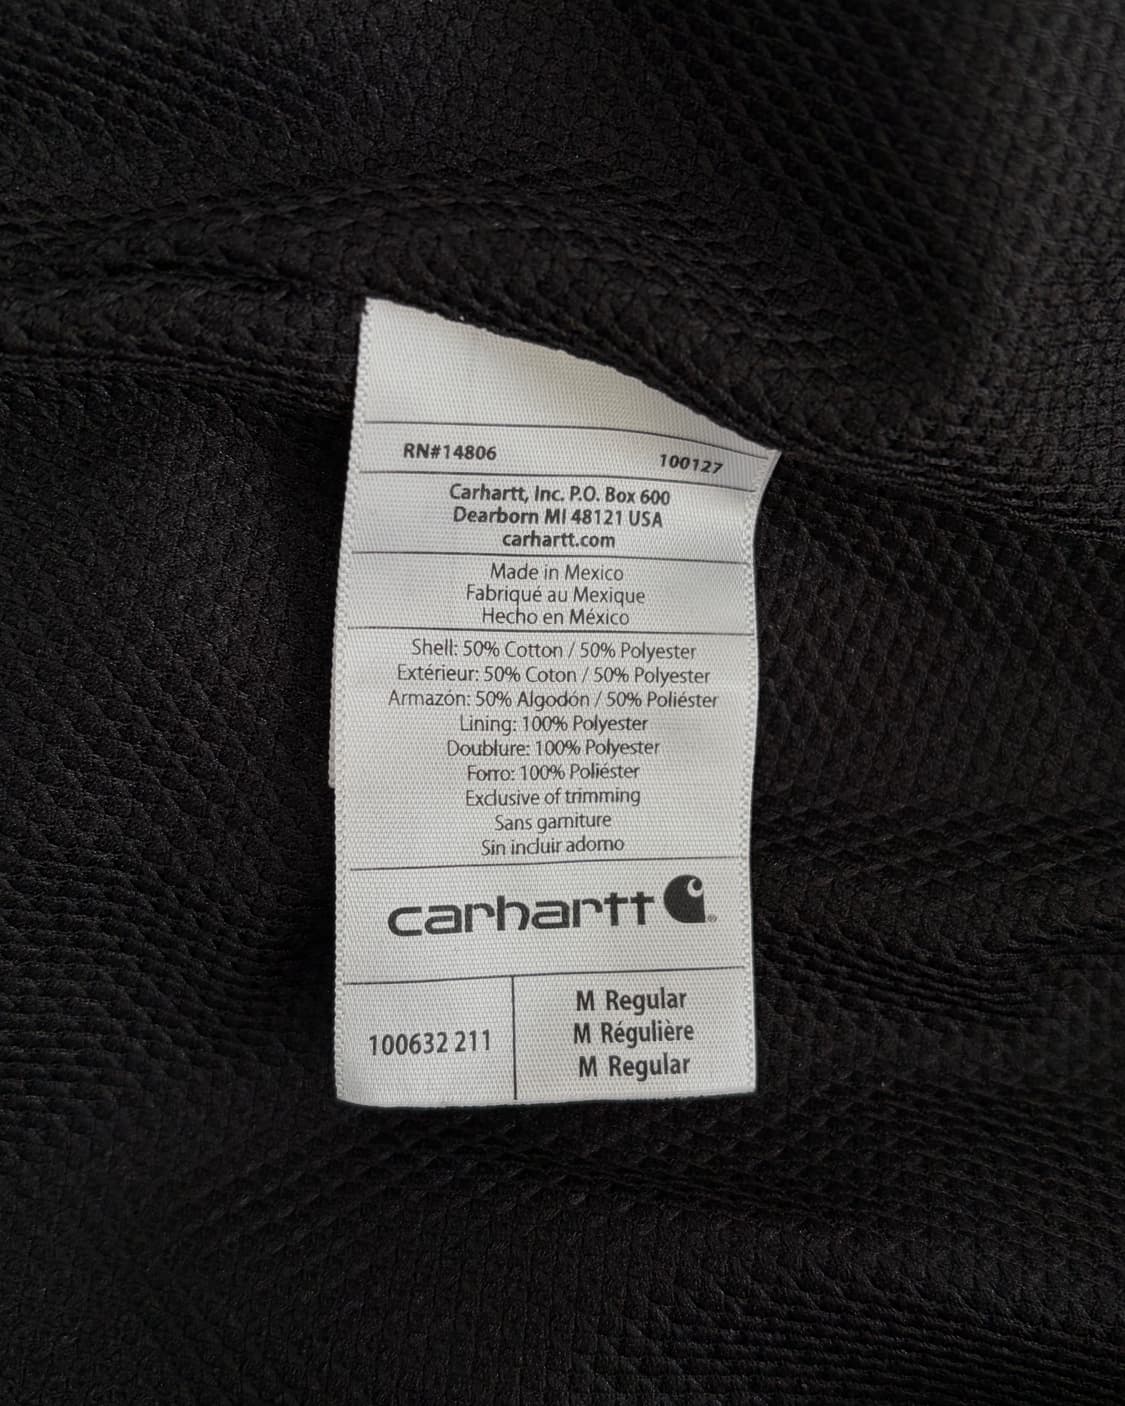 RN#14806 100127
Carhartt, Inc. P.O. Box 600
Dearborn MI 48121 USA
carhartt.com
Made in Mexico
Fabriqué au Mexique
Hecho en México
Shell: 50% Cotton / 50% Polyester
Extérieur: 50% Coton / 50% Polyester
Armazón: 50% Algodón / 50% Poliéster
Lining: 100% Polyester
Doublure: 100% Polyester
Forro: 100% Poliéster
Exclusive of trimming
Sans garniture
Sin incluir adorno
carhartt
100632 211
M Regular
M Régulière
M Regular